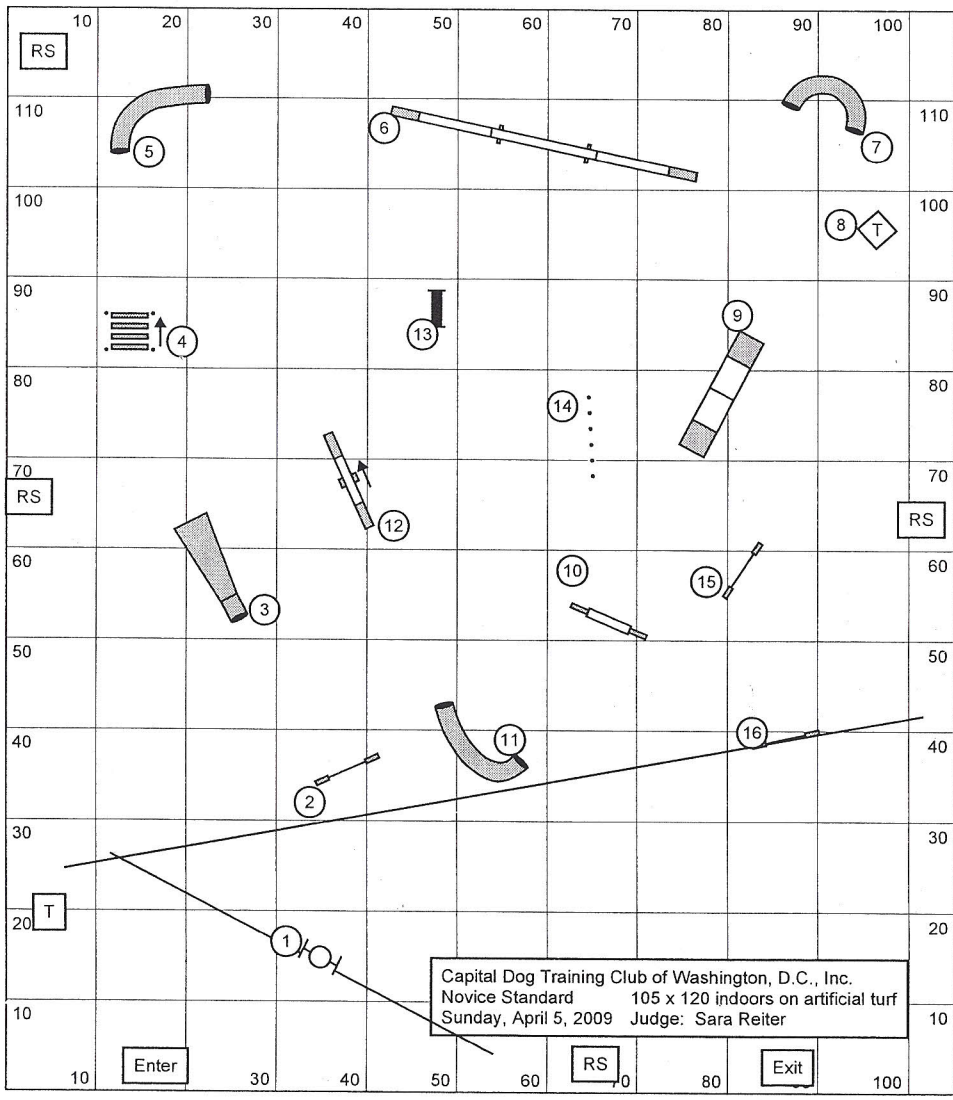 10 20 30 40 50 60 70 80 90 100
RS
110 110
6
5
7
100 100
8 T
90 90
9
13
4
80 80
14
70 70
RS
RS
12
60 60
10
15
3
50 50
40 40
16
11
2
30 30
T
20 20
1
Capital Dog Training Club of Washington, D.C., Inc.
Novice Standard 105 x 120 indoors on artificial turf
Sunday, April 5, 2009 Judge: Sara Reiter
10 10
Enter
RS
Exit
10 20 30 40 50 60 70 80 100